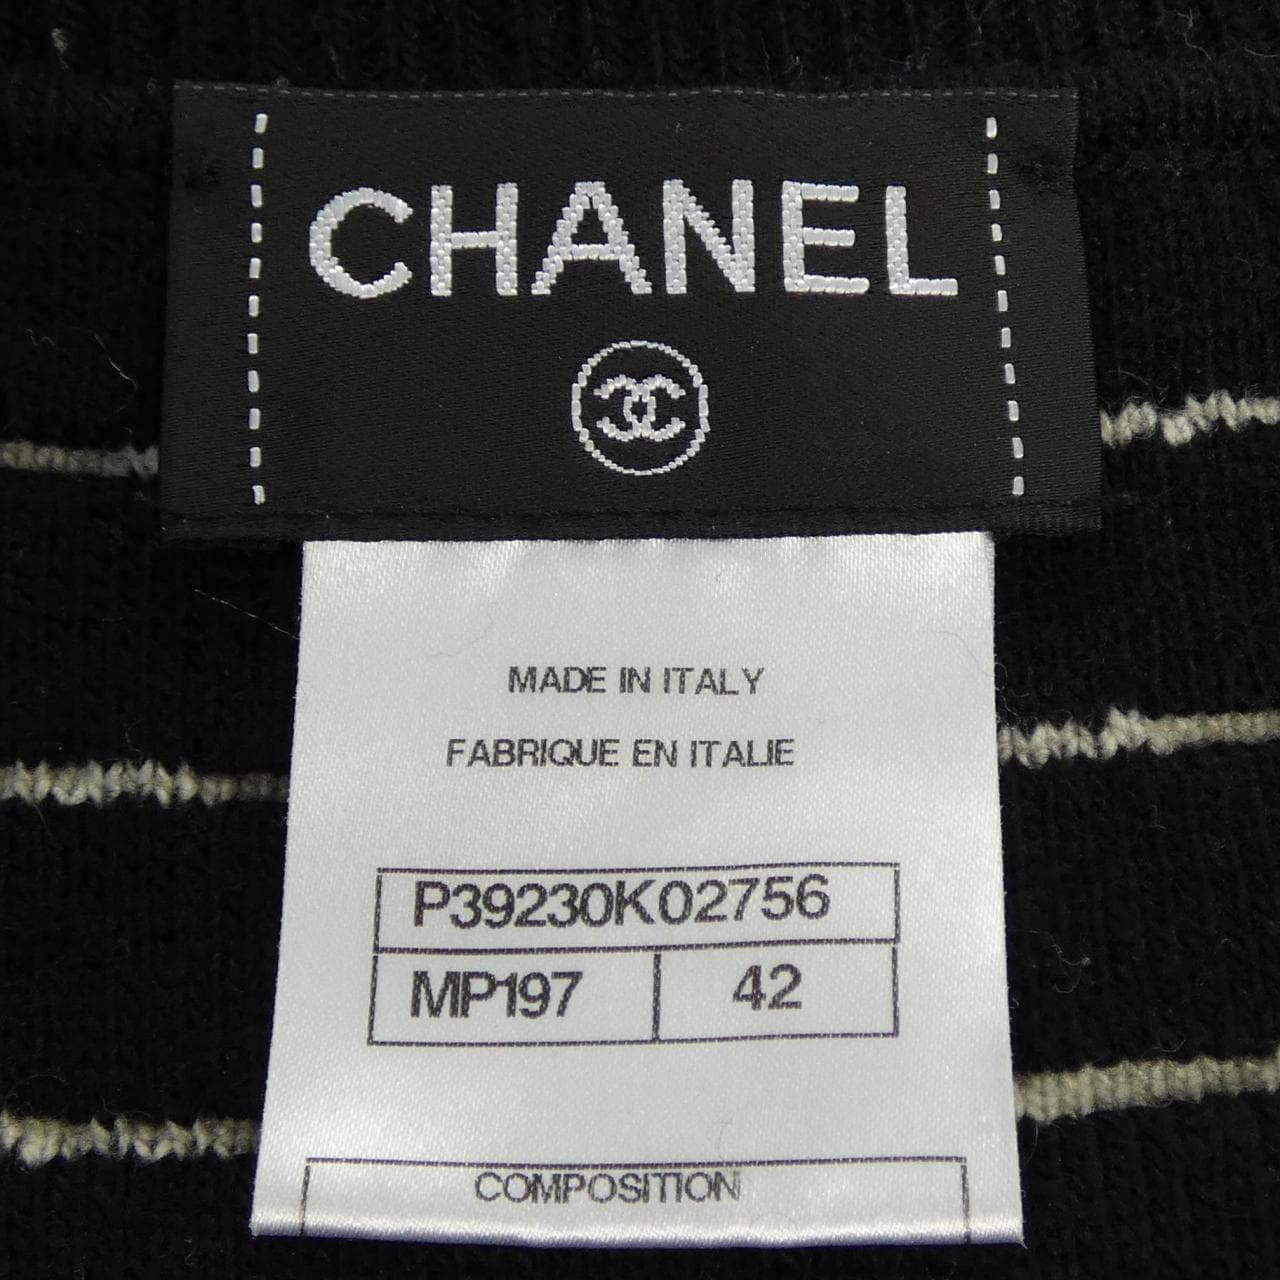 CHANEL
MADE IN ITALY
FABRIQUE EN ITALIE
P39230K02756
MP197 42
COMPOSITION